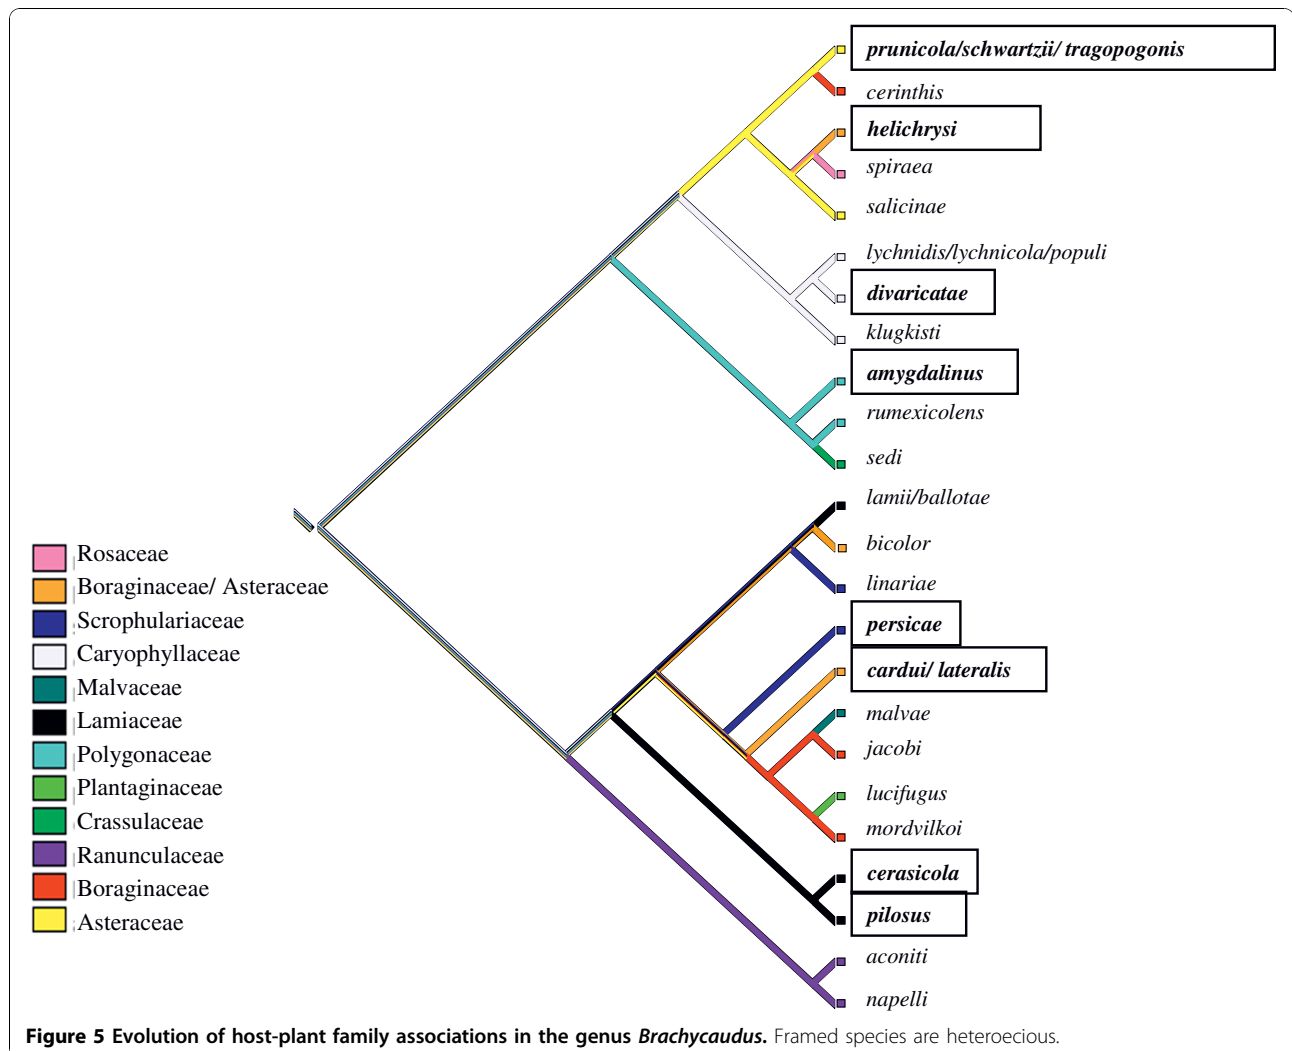 prunicola/schwartzii/ tragopogonis
cerinthis
helichrysi
spiraea
salicinae
lychnidis/lychnicola/populi
divaricatae
klugkisti
amygdalinus
rumexicolens
sedi
lamii/ballotae
bicolor
linariae
persicae
cardui/ lateralis
malvae
jacobi
lucifugus
mordvilkoi
cerasicola
pilosus
aconiti
napelli
Rosaceae
Boraginaceae/ Asteraceae
Scrophulariaceae
Caryophyllaceae
Malvaceae
Lamiaceae
Polygonaceae
Plantaginaceae
Crassulaceae
Ranunculaceae
Boraginaceae
Asteraceae
Figure 5 Evolution of host-plant family associations in the genus Brachycaudus. Framed species are heteroecious.